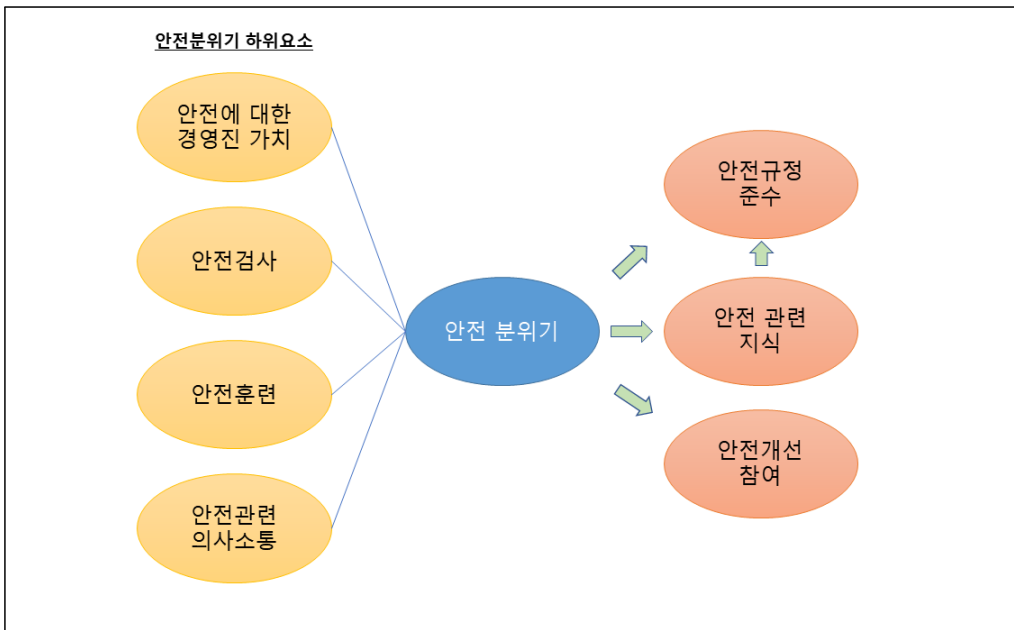 안전분위기 하위요소
안전에 대한
경영진 가치
안전검사
안전훈련
안전관련
의사소통
안전 분위기
안전규정
준수
안전 관련
지식
안전개선
참여